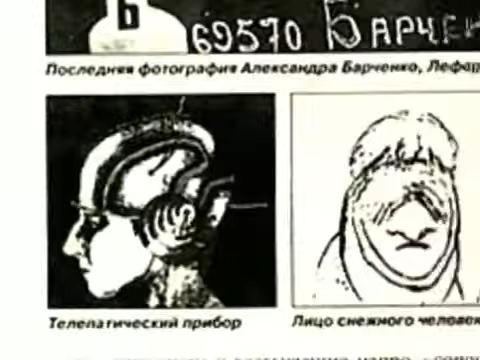 Б
69570 БАРЧЕН
Последняя фотография Александра Барченко, Лефор
Телепатический прибор
Лицо снежного человек